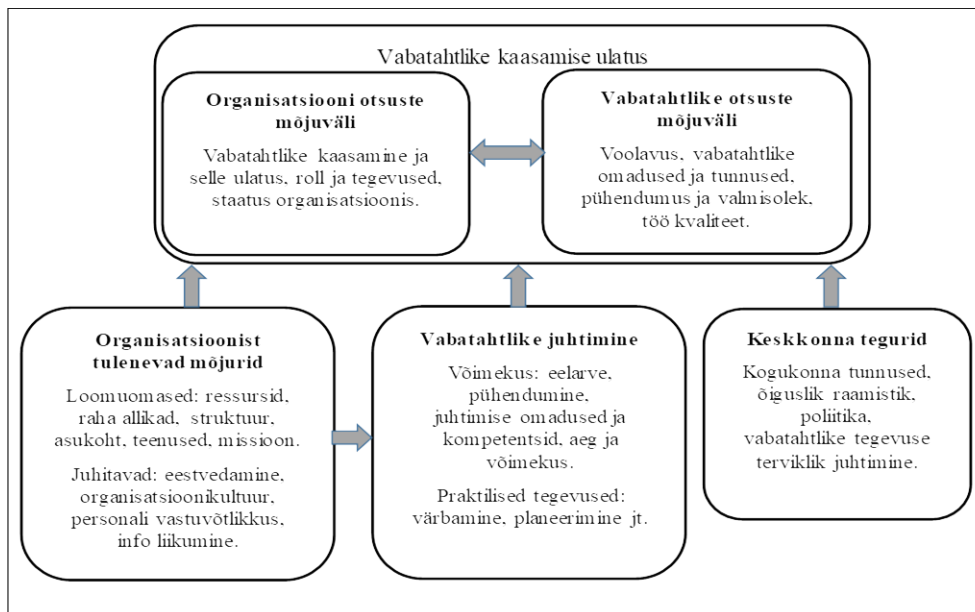 Vabatahtlike kaasamise ulatus
Organisatsiooni otsuste
mõjuväli
Vabatahtlike kaasamine ja
selle ulatus, roll ja tegevused,
staatus organisatsioonis.
Vabatahtlike otsuste
mõjuväli
Voolavus, vabatahtlike
omadused ja tunnused,
pühendumus ja valmisolek,
töö kvaliteet.
Organisatsioonist
tulenevad mõjurid
Loomuomased: ressursid,
raha allikad, struktuur,
asukoht, teenused, missioon.
Juhitavad: eestvedamine,
organisatsioonikultuur,
personali vastuvõtlikkus,
info liikumine.
Vabatahtlike juhtimine
Võimekus: eelarve,
pühendumine,
juhtimise omadused ja
kompetentsid, aeg ja
võimekus.
Praktilised tegevused:
värbamine, planeerimine jt.
Keskkonna tegurid
Kogukonna tunnused,
õiguslik raamistik,
poliitika,
vabatahtlike tegevuse
terviklik juhtimine.